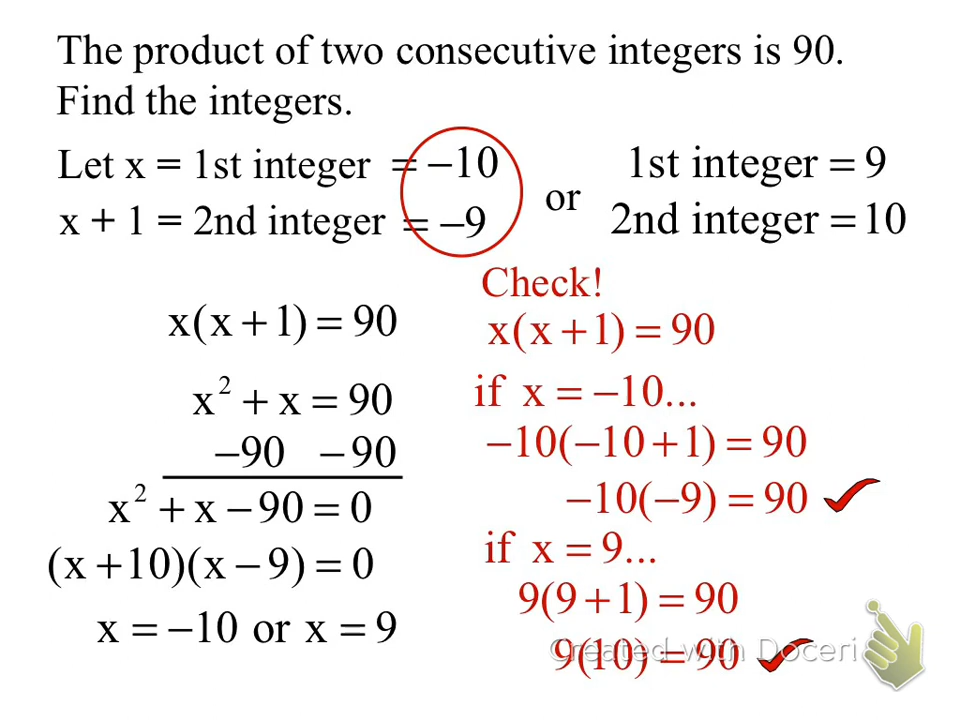 The product of two consecutive integers is 90.
Find the integers.
Let x = 1st integer = −10
x + 1 = 2nd integer = −9
or
1st integer = 9
2nd integer = 10
x(x + 1) = 90
x² + x = 90
−90 − 90
x² + x − 90 = 0
(x + 10)(x − 9) = 0
x = −10 or x = 9
Check!
x(x + 1) = 90
if x = −10...
−10(−10 + 1) = 90
−10(−9) = 90
if x = 9...
9(9 + 1) = 90
9(10) = 90
Created with Doceri